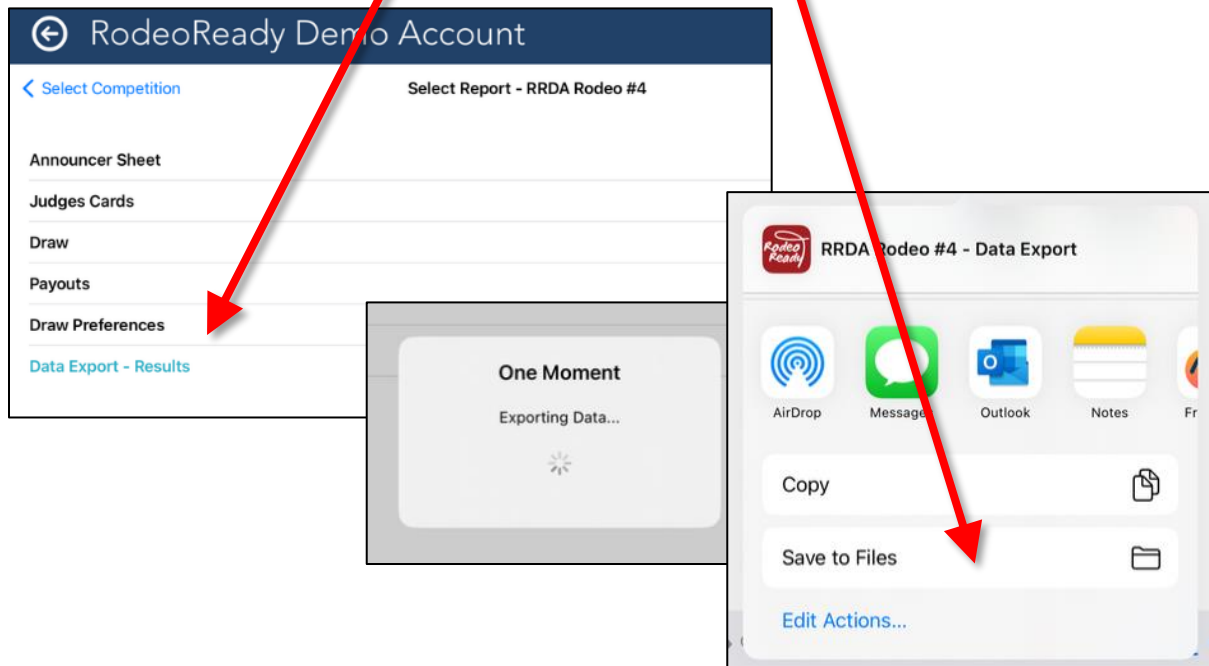 RodeoReady Demo Account
Select Competition
Select Report - RRDA Rodeo #4
Announcer Sheet
Judges Cards
Draw
Payouts
Draw Preferences
Data Export - Results
One Moment
Exporting Data...
Rodeo
Ready
RRDA Rodeo #4 - Data Export
AirDrop
Messages
Outlook
Notes
Fr
Copy
Save to Files
Edit Actions...